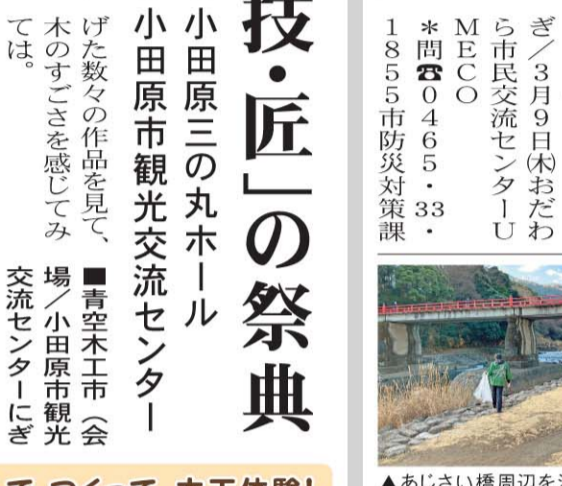 ぎ／3月9日㈭おだわ
ら市民交流センターU
MECO
＊問☎0465・33・
1855市防災対策課
▲あじさい橋周辺を
技・匠」の祭典
小田原三の丸ホール
小田原市観光交流センター
げた数々の作品を見て、
木のすごさを感じてみ
ては。
■青空木工市（会
場／小田原市観光
交流センターにぎ